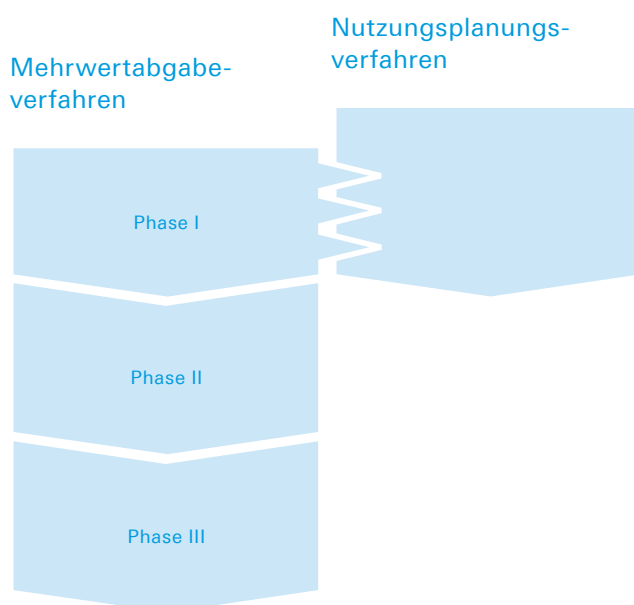 Mehrwertabgabe-
verfahren
Nutzungsplanungs-
verfahren
Phase I
Phase II
Phase III